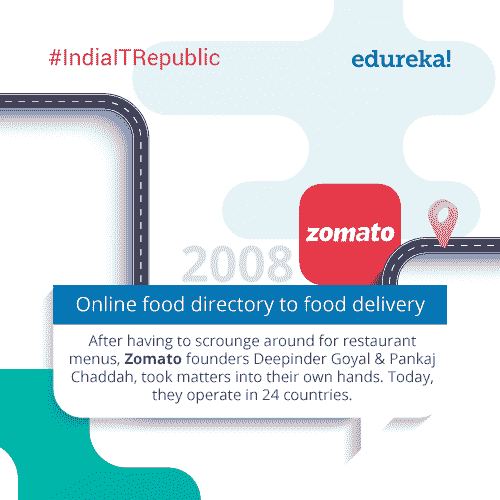 #IndiaITRepublic
edureka!
zomato
2008
Online food directory to food delivery
After having to scrounge around for restaurant
menus, Zomato founders Deepinder Goyal & Pankaj
Chaddah, took matters into their own hands. Today,
they operate in 24 countries.